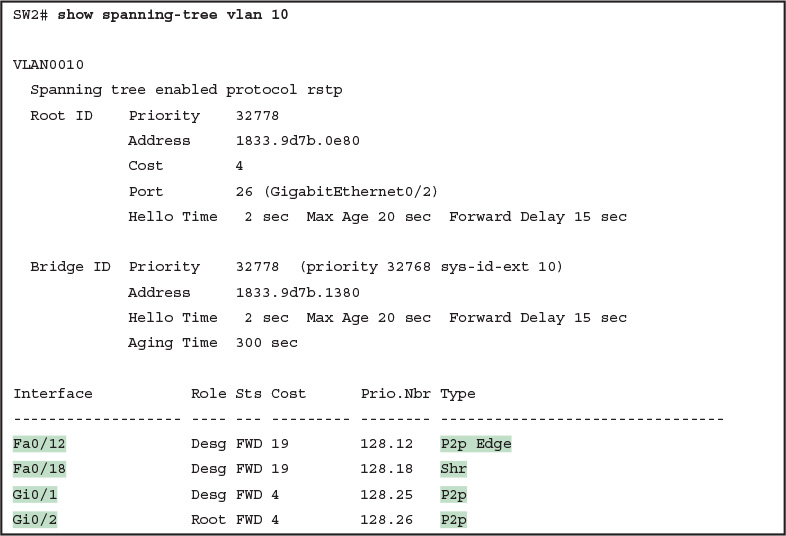 SW2# show spanning-tree vlan 10

VLAN0010
  Spanning tree enabled protocol rstp
  Root ID    Priority    32778
             Address     1833.9d7b.0e80
             Cost        4
             Port        26 (GigabitEthernet0/2)
             Hello Time   2 sec  Max Age 20 sec  Forward Delay 15 sec

  Bridge ID  Priority    32778  (priority 32768 sys-id-ext 10)
             Address     1833.9d7b.1380
             Hello Time   2 sec  Max Age 20 sec  Forward Delay 15 sec
             Aging Time  300 sec

Interface           Role Sts Cost      Prio.Nbr Type
------------------- ---- --- --------- -------- --------------------------------
Fa0/12              Desg FWD 19        128.12   P2p Edge
Fa0/18              Desg FWD 19        128.18   Shr
Gi0/1               Desg FWD 4         128.25   P2p
Gi0/2               Root FWD 4         128.26   P2p